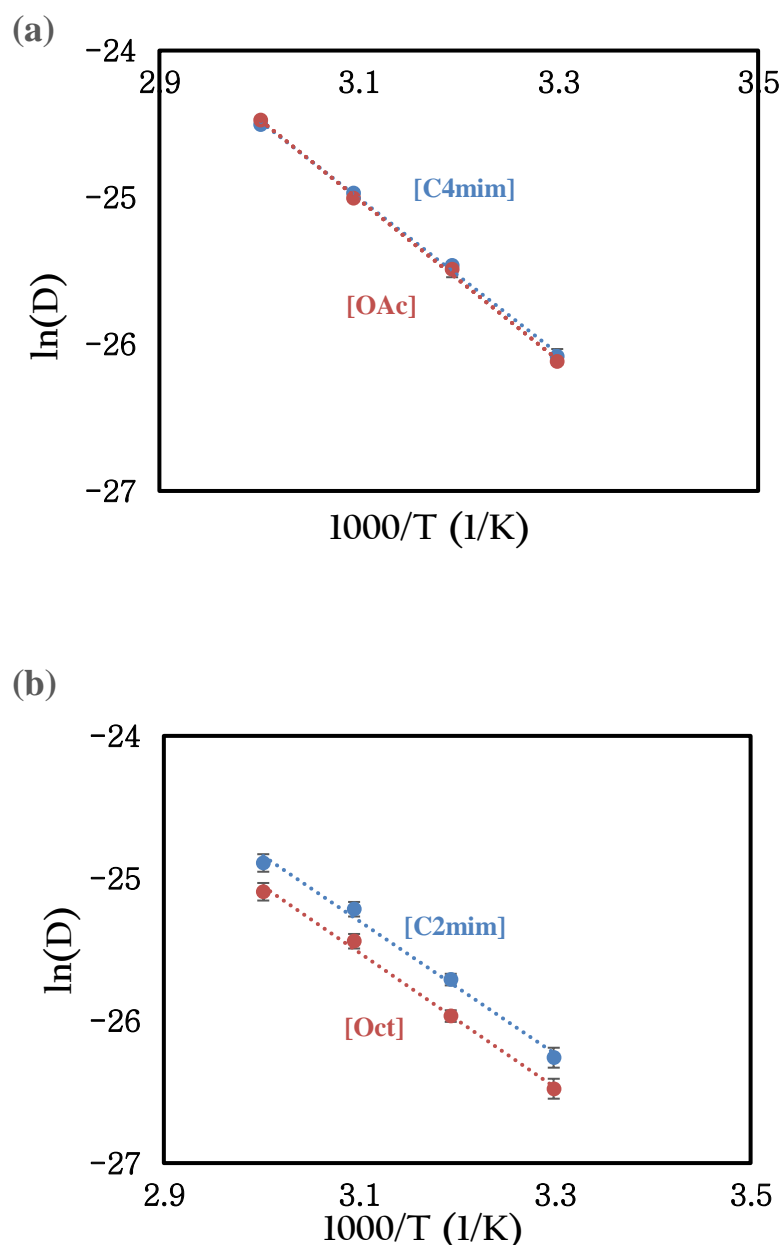 (a)
-24
2.9 3.1 3.3 3.5
[C4mim]
-25
[OAc]
ln(D)
-26
-27
1000/T (1/K)
(b)
-24
-25
[C2mim]
ln(D)
[Oct]
-26
-27
2.9 3.1 3.3 3.5
1000/T (1/K)